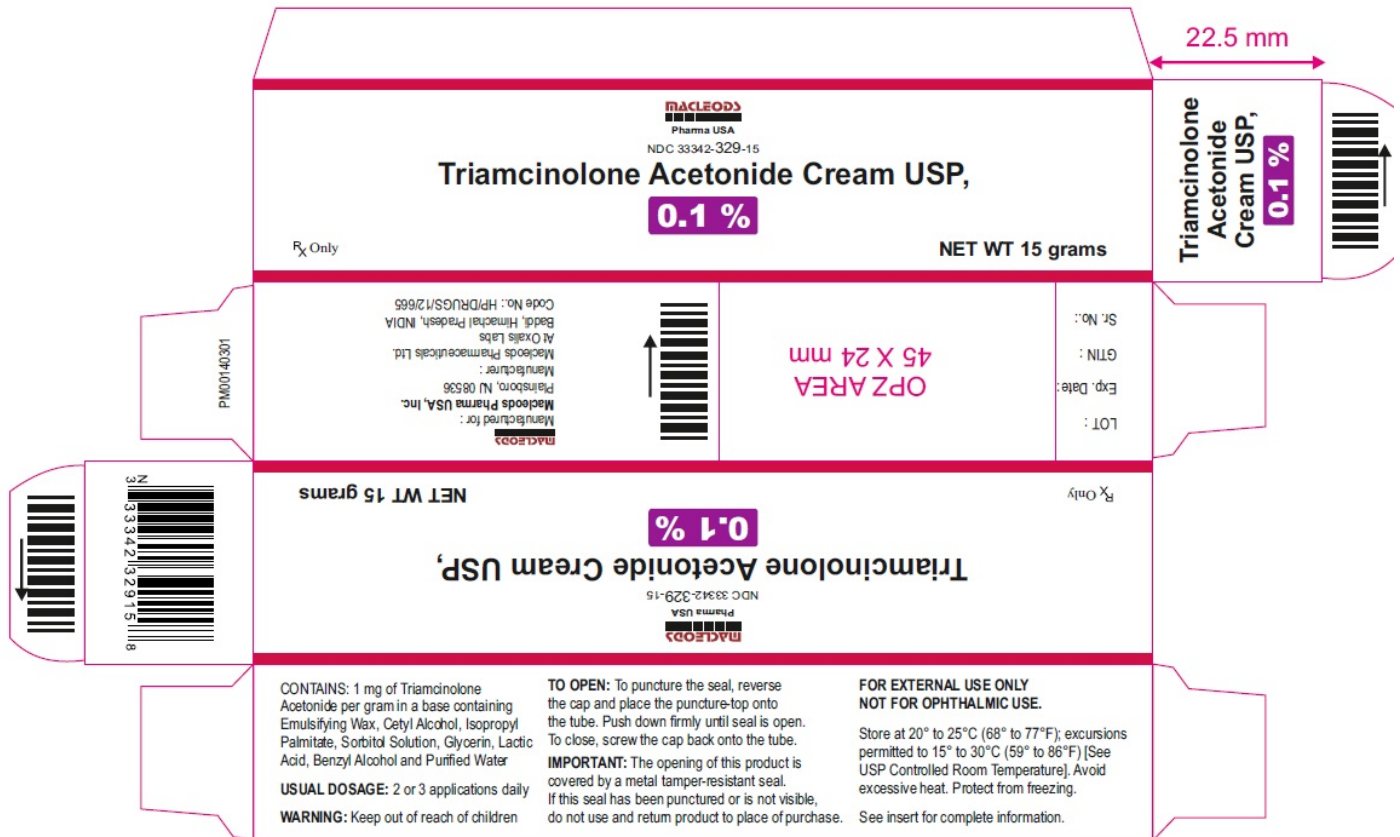 22.5 mm
MACLEODS
Pharma USA
NDC 33342-329-15
Triamcinolone Acetonide Cream USP,
0.1 %
Rx Only
NET WT 15 grams
Triamcinolone
Acetonide
Cream USP,
0.1 %
PM00140301
MACLEODS
Manufactured for :
Macleods Pharma USA, Inc.
Plainsboro, NJ 08536
Manufacturer :
Macleods Pharmaceuticals Ltd.
At Oxalis Labs
Baddi, Himachal Pradesh, INDIA
Code No.: HP/DRUGS/12/665
OPZ AREA
45 X 24 mm
LOT :
Exp. Date :
GTIN :
Sr. No.:
MACLEODS
Pharma USA
NDC 33342-329-15
Triamcinolone Acetonide Cream USP,
0.1 %
Rx Only
NET WT 15 grams
N
3 33342 32915 8
CONTAINS: 1 mg of Triamcinolone
Acetonide per gram in a base containing
Emulsifying Wax, Cetyl Alcohol, Isopropyl
Palmitate, Sorbitol Solution, Glycerin, Lactic
Acid, Benzyl Alcohol and Purified Water
USUAL DOSAGE: 2 or 3 applications daily
WARNING: Keep out of reach of children
TO OPEN: To puncture the seal, reverse
the cap and place the puncture-top onto
the tube. Push down firmly until seal is open.
To close, screw the cap back onto the tube.
IMPORTANT: The opening of this product is
covered by a metal tamper-resistant seal.
If this seal has been punctured or is not visible,
do not use and return product to place of purchase.
FOR EXTERNAL USE ONLY
NOT FOR OPHTHALMIC USE.
Store at 20° to 25°C (68° to 77°F); excursions
permitted to 15° to 30°C (59° to 86°F) [See
USP Controlled Room Temperature]. Avoid
excessive heat. Protect from freezing.
See insert for complete information.